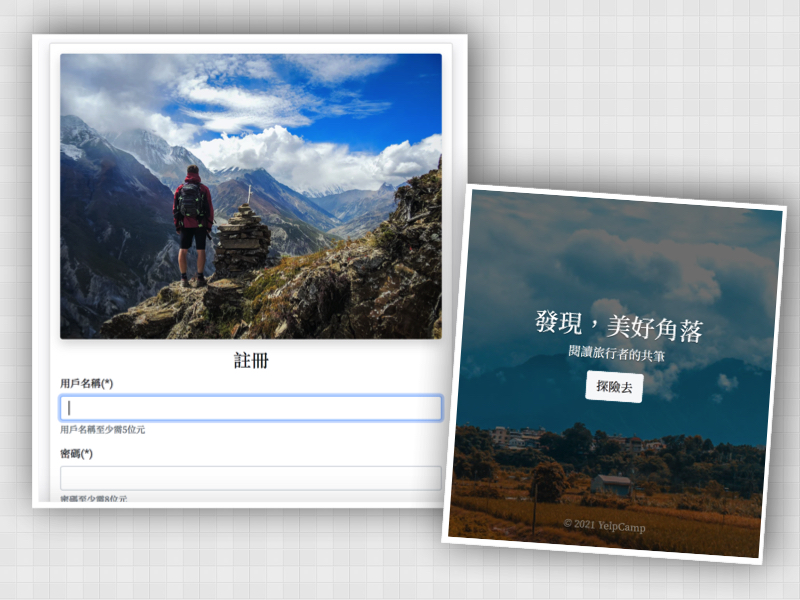 註冊
用戶名稱(*)
用戶名稱至少需5位元
密碼(*)
密碼至少需8位元
發現，美好角落
閱讀旅行者的共筆
探險去
© 2021 YelpCamp